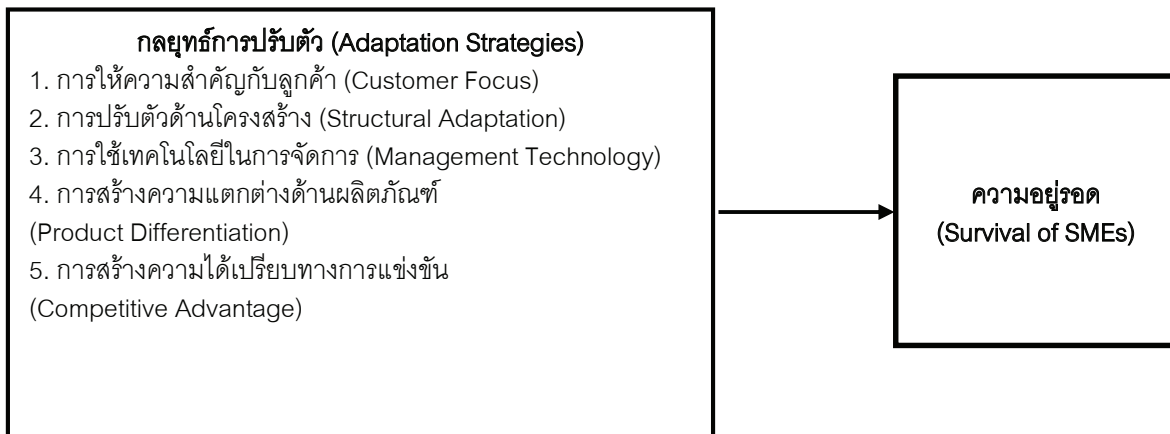 กลยุทธ์การปรับตัว (Adaptation Strategies)
1. การให้ความสำคัญกับลูกค้า (Customer Focus)
2. การปรับตัวด้านโครงสร้าง (Structural Adaptation)
3. การใช้เทคโนโลยีในการจัดการ (Management Technology)
4. การสร้างความแตกต่างด้านผลิตภัณฑ์
(Product Differentiation)
5. การสร้างความได้เปรียบทางการแข่งขัน
(Competitive Advantage)
ความอยู่รอด
(Survival of SMEs)